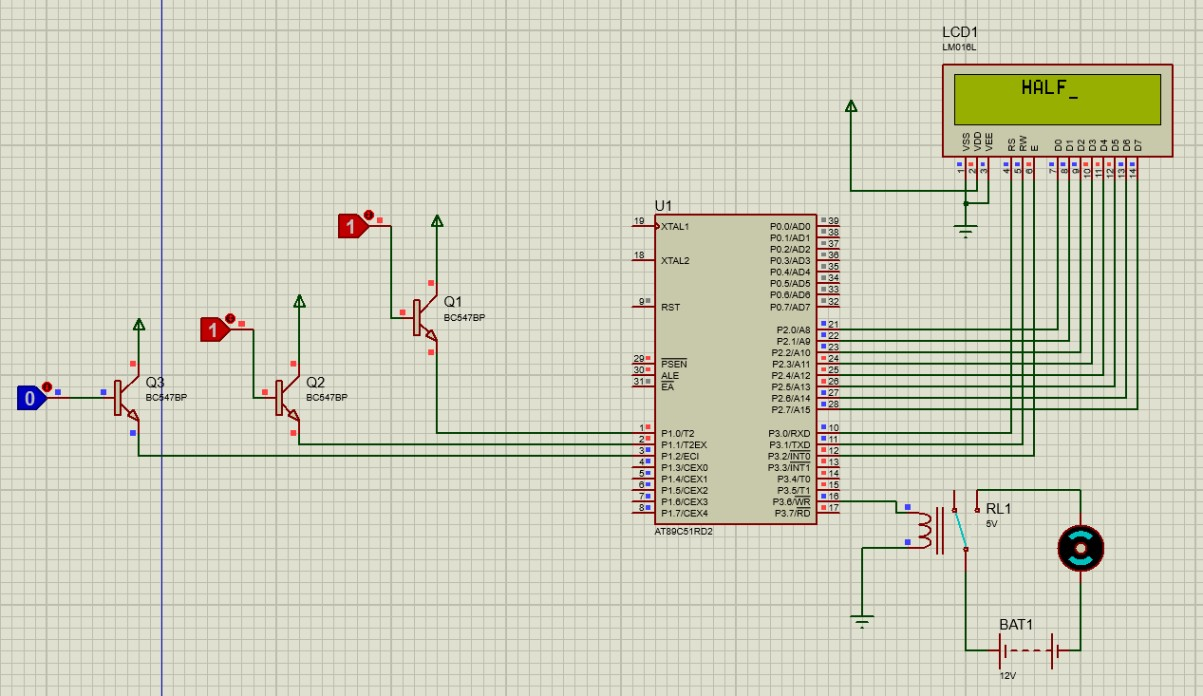 LCD1
LM016L
HALF_
VSS VDD VEE RS RW E D0 D1 D2 D3 D4 D5 D6 D7
1 2 3 4 5 6 7 8 9 10 11 12 13 14
U1
19 XTAL1 P0.0/AD0 39
P0.1/AD1 38
P0.2/AD2 37
18 XTAL2 P0.3/AD3 36
P0.4/AD4 35
P0.5/AD5 34
P0.6/AD6 33
9 RST P0.7/AD7 32
P2.0/A8 21
P2.1/A9 22
P2.2/A10 23
29 PSEN P2.3/A11 24
30 ALE P2.4/A12 25
31 EA P2.5/A13 26
P2.6/A14 27
P2.7/A15 28
1 P1.0/T2 P3.0/RXD 10
2 P1.1/T2EX P3.1/TXD 11
3 P1.2/ECI P3.2/INT0 12
4 P1.3/CEX0 P3.3/INT1 13
5 P1.4/CEX1 P3.4/T0 14
6 P1.5/CEX2 P3.5/T1 15
7 P1.6/CEX3 P3.6/WR 16
8 P1.7/CEX4 P3.7/RD 17
AT89C51RD2
1
Q1
BC547BP
1
Q2
BC547BP
0
Q3
BC547BP
RL1
5V
BAT1
12V